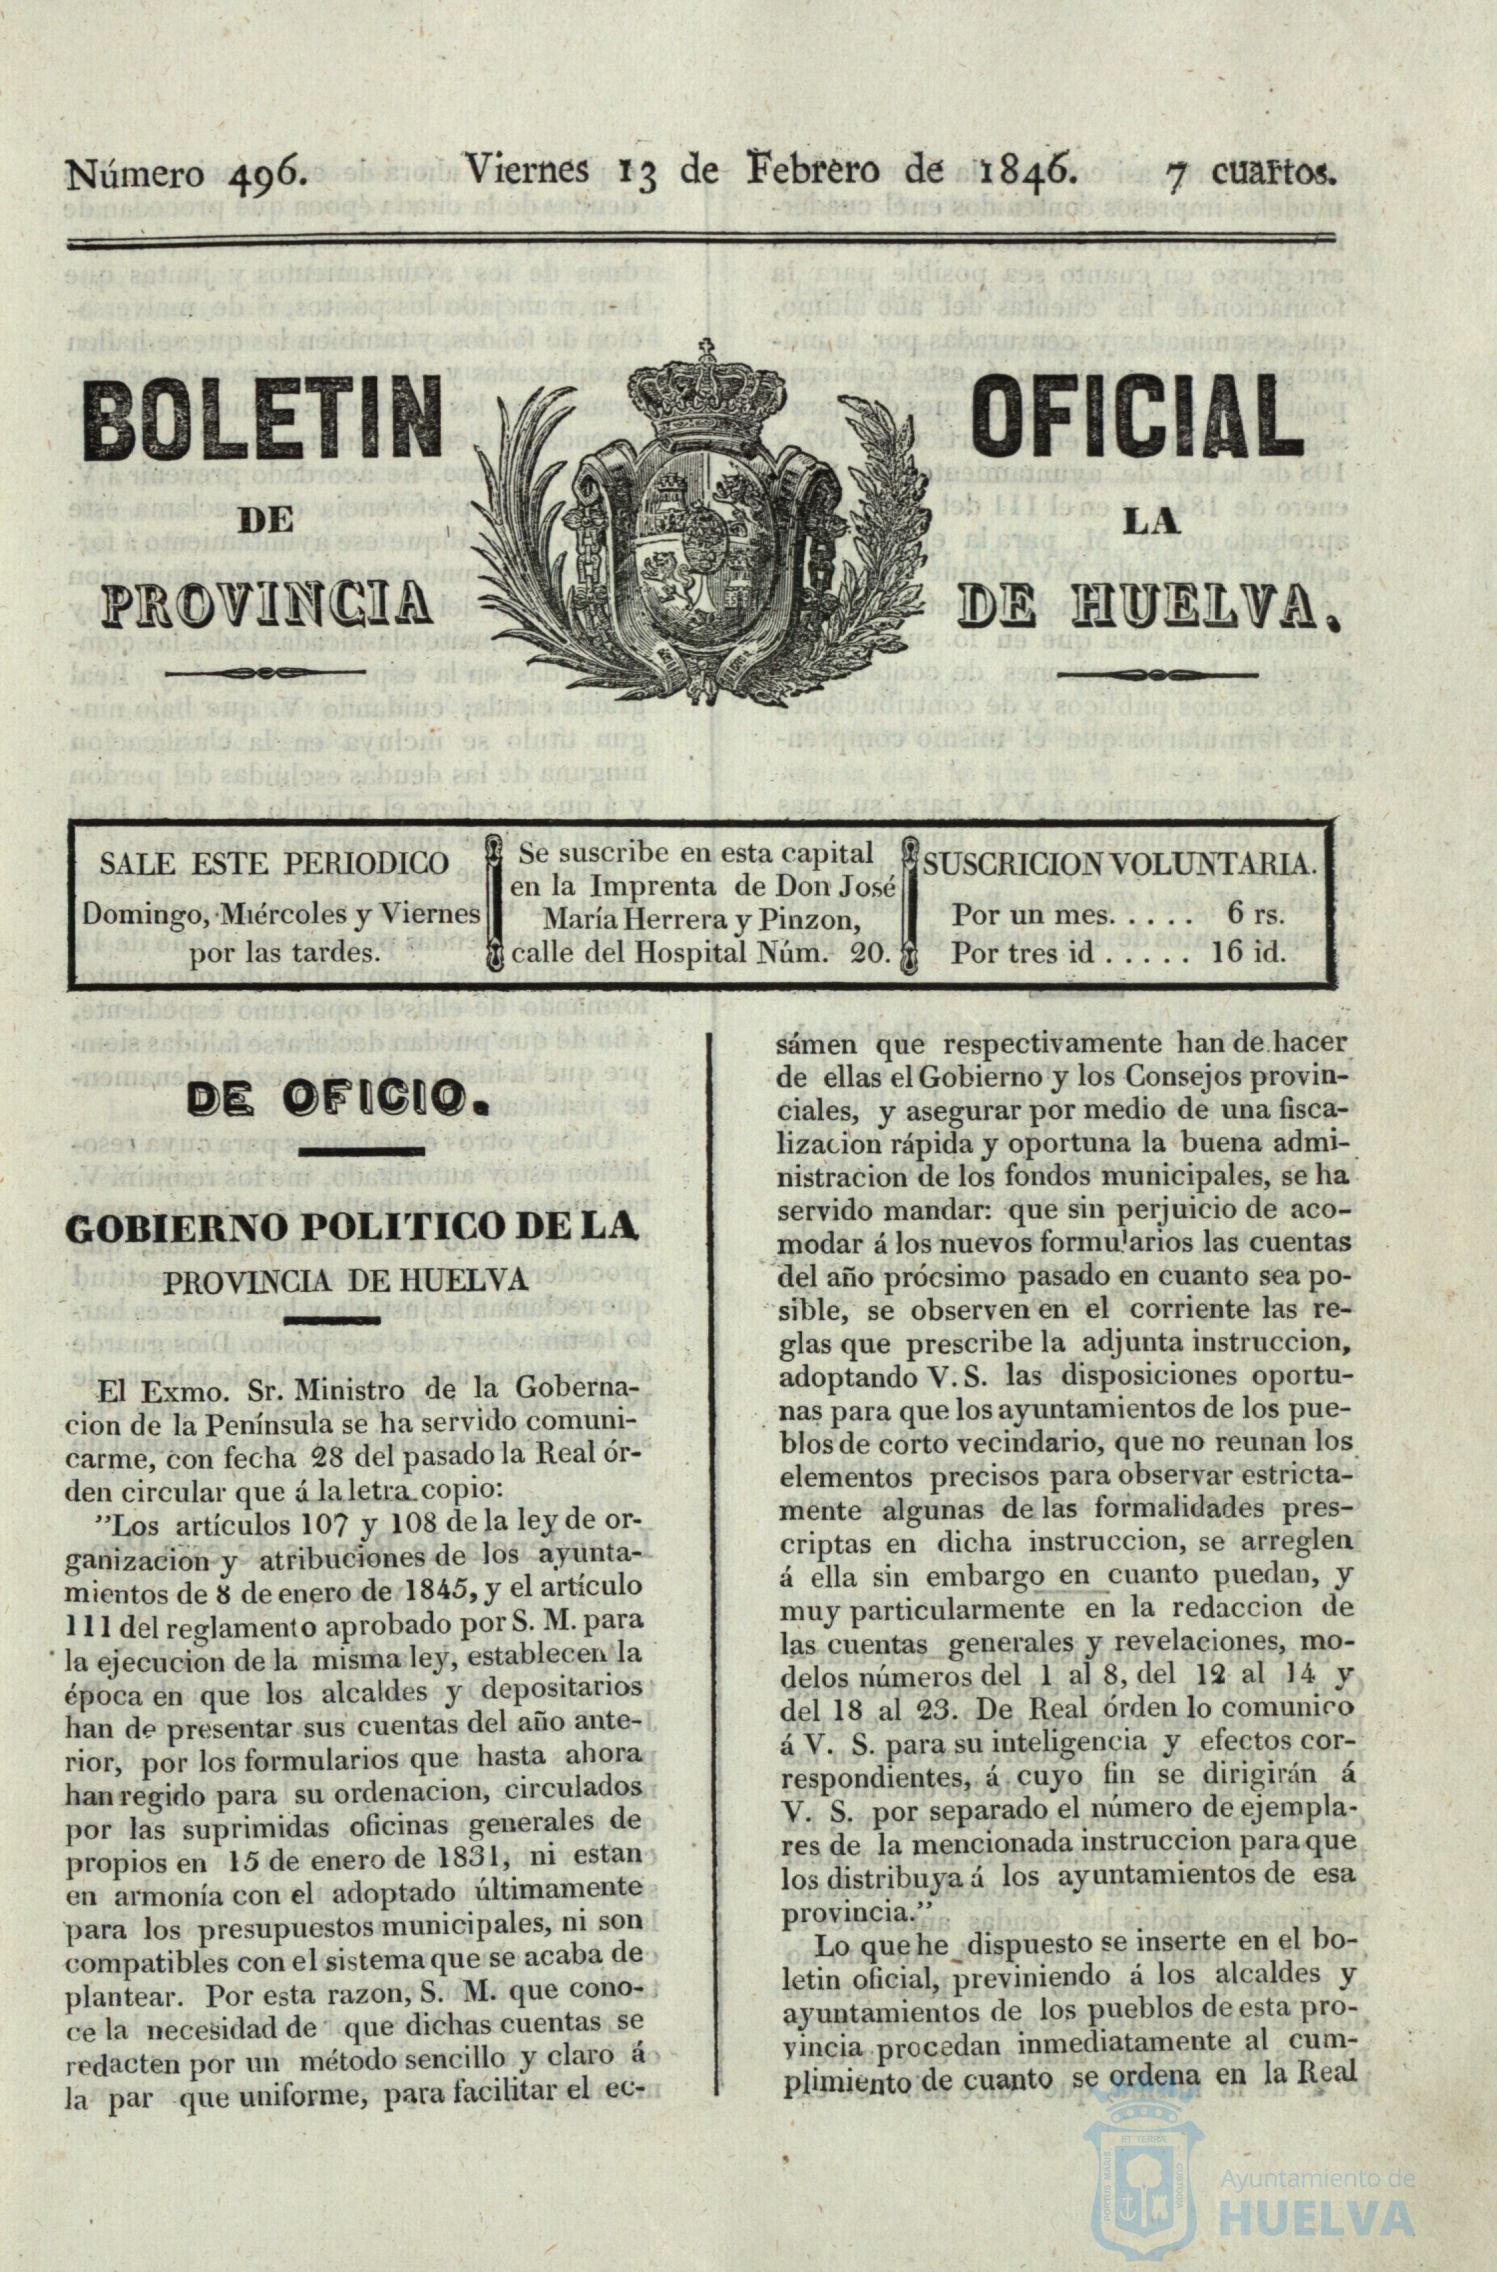 Número 496. Viernes 13 de Febrero de 1846. 7 cuartos.
BOLETIN OFICIAL
DE LA
PROVINCIA DE HUELVA.
SALE ESTE PERIODICO
Domingo, Miércoles y Viernes
por las tardes.
Se suscribe en esta capital
en la Imprenta de Don José
María Herrera y Pinzon,
calle del Hospital Núm. 20.
SUSCRICION VOLUNTARIA.
Por un mes. . . . . 6 rs.
Por tres id . . . . . 16 id.
DE OFICIO.
GOBIERNO POLITICO DE LA
PROVINCIA DE HUELVA
El Exmo. Sr. Ministro de la Goberna-
cion de la Península se ha servido comuni-
carme, con fecha 28 del pasado la Real ór-
den circular que á la letra copio:
"Los artículos 107 y 108 de la ley de or-
ganizacion y atribuciones de los ayunta-
mientos de 8 de enero de 1845, y el artículo
111 del reglamento aprobado por S. M. para
la ejecucion de la misma ley, establecen la
época en que los alcaldes y depositarios
han de presentar sus cuentas del año ante-
rior, por los formularios que hasta ahora
han regido para su ordenacion, circulados
por las suprimidas oficinas generales de
propios en 15 de enero de 1831, ni estan
en armonía con el adoptado últimamente
para los presupuestos municipales, ni son
compatibles con el sistema que se acaba de
plantear. Por esta razon, S. M. que cono-
ce la necesidad de que dichas cuentas se
redacten por un método sencillo y claro á
la par que uniforme, para facilitar el ec-
sámen que respectivamente han de hacer
de ellas el Gobierno y los Consejos provin-
ciales, y asegurar por medio de una fisca-
lizacion rápida y oportuna la buena admi-
nistracion de los fondos municipales, se ha
servido mandar: que sin perjuicio de aco-
modar á los nuevos formularios las cuentas
del año prócsimo pasado en cuanto sea po-
sible, se observen en el corriente las re-
glas que prescribe la adjunta instruccion,
adoptando V. S. las disposiciones oportu-
nas para que los ayuntamientos de los pue-
blos de corto vecindario, que no reunan los
elementos precisos para observar estricta-
mente algunas de las formalidades pres-
criptas en dicha instruccion, se arreglen
á ella sin embargo en cuanto puedan, y
muy particularmente en la redaccion de
las cuentas generales y revelaciones, mo-
delos números del 1 al 8, del 12 al 14 y
del 18 al 23. De Real órden lo comunico
á V. S. para su inteligencia y efectos cor-
respondientes, á cuyo fin se dirigirán á
V. S. por separado el número de ejempla-
res de la mencionada instruccion para que
los distribuya á los ayuntamientos de esa
provincia."
Lo que he dispuesto se inserte en el bo-
letin oficial, previniendo á los alcaldes y
ayuntamientos de los pueblos de esta pro-
vincia procedan inmediatamente al cum-
plimiento de cuanto se ordena en la Real
PORTUS MARIS ET TERRÆ CUSTODIA
Ayuntamiento de
HUELVA